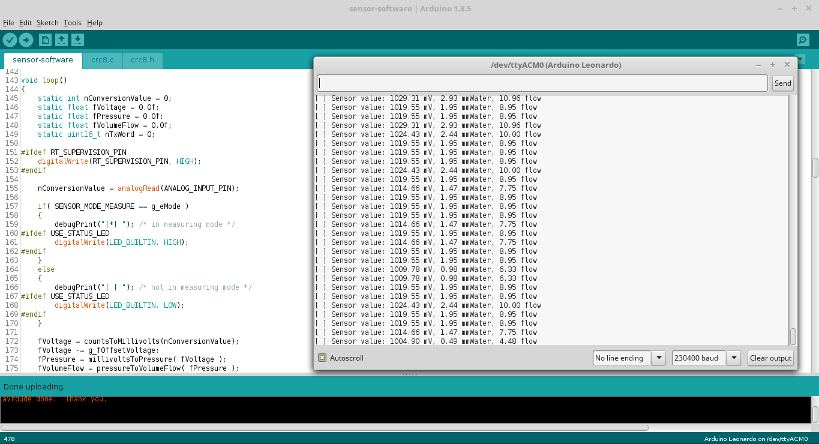 sensor-software | Arduino 1.8.5
File Edit Sketch Tools Help
sensor-software crc8.c crc8.h
142
143 void loop()
144 {
145 static int nConversionValue = 0;
146 static float fVoltage = 0.0f;
147 static float fPressure = 0.0f;
148 static float fVolumeFlow = 0.0f;
149 static uint16_t nTxWord = 0;
150
151 #ifdef RT_SUPERVISION_PIN
152 digitalWrite(RT_SUPERVISION_PIN, HIGH);
153 #endif
154
155 nConversionValue = analogRead(ANALOG_INPUT_PIN);
156
157 if( SENSOR_MODE_MEASURE == g_eMode )
158 {
159 debugPrint("|*| "); /* in measuring mode */
160 #ifdef USE_STATUS_LED
161 digitalWrite(LED_BUILTIN, HIGH);
162 #endif
163 }
164 else
165 {
166 debugPrint("| | "); /* not in measuring mode */
167 #ifdef USE_STATUS_LED
168 digitalWrite(LED_BUILTIN, LOW);
169 #endif
170 }
171
172 fVoltage = countsToMillivolts(nConversionValue);
173 fVoltage -= g_fOffsetVoltage;
174 fPressure = millivoltsToPressure( fVoltage );
175 fVolumeFlow = pressureToVolumeFlow( fPressure );
/dev/ttyACM0 (Arduino Leonardo)
Send
| | Sensor value: 1029.31 mV, 2.93 mmWater, 10.96 flow
| | Sensor value: 1019.55 mV, 1.95 mmWater, 8.95 flow
| | Sensor value: 1019.55 mV, 1.95 mmWater, 8.95 flow
| | Sensor value: 1029.31 mV, 2.93 mmWater, 10.96 flow
| | Sensor value: 1024.43 mV, 2.44 mmWater, 10.00 flow
| | Sensor value: 1019.55 mV, 1.95 mmWater, 8.95 flow
| | Sensor value: 1019.55 mV, 1.95 mmWater, 8.95 flow
| | Sensor value: 1019.55 mV, 1.95 mmWater, 8.95 flow
| | Sensor value: 1024.43 mV, 2.44 mmWater, 10.00 flow
| | Sensor value: 1019.55 mV, 1.95 mmWater, 8.95 flow
| | Sensor value: 1014.66 mV, 1.47 mmWater, 7.75 flow
| | Sensor value: 1019.55 mV, 1.95 mmWater, 8.95 flow
| | Sensor value: 1019.55 mV, 1.95 mmWater, 8.95 flow
| | Sensor value: 1019.55 mV, 1.95 mmWater, 8.95 flow
| | Sensor value: 1014.66 mV, 1.47 mmWater, 7.75 flow
| | Sensor value: 1019.55 mV, 1.95 mmWater, 8.95 flow
| | Sensor value: 1014.66 mV, 1.47 mmWater, 7.75 flow
| | Sensor value: 1019.55 mV, 1.95 mmWater, 8.95 flow
| | Sensor value: 1019.55 mV, 1.95 mmWater, 8.95 flow
| | Sensor value: 1009.78 mV, 0.98 mmWater, 6.33 flow
| | Sensor value: 1009.78 mV, 0.98 mmWater, 6.33 flow
| | Sensor value: 1019.55 mV, 1.95 mmWater, 8.95 flow
| | Sensor value: 1019.55 mV, 1.95 mmWater, 8.95 flow
| | Sensor value: 1024.43 mV, 2.44 mmWater, 10.00 flow
| | Sensor value: 1019.55 mV, 1.95 mmWater, 8.95 flow
| | Sensor value: 1019.55 mV, 1.95 mmWater, 8.95 flow
| | Sensor value: 1014.66 mV, 1.47 mmWater, 7.75 flow
| | Sensor value: 1004.90 mV, 0.49 mmWater, 4.48 flow
Autoscroll No line ending 230400 baud Clear output
Done uploading.
avrdude done. Thank you.
478 Arduino Leonardo on /dev/ttyACM0